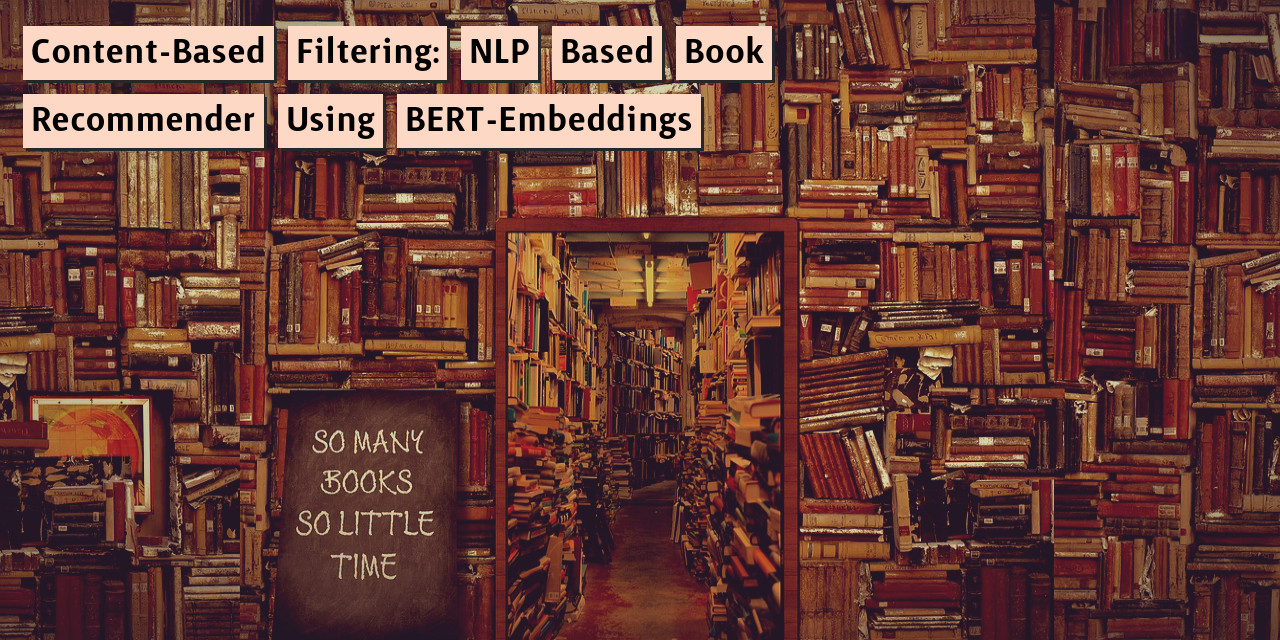 Content-Based Filtering: NLP Based Book
Recommender Using BERT-Embeddings
SO MANY
BOOKS
SO LITTLE
TIME